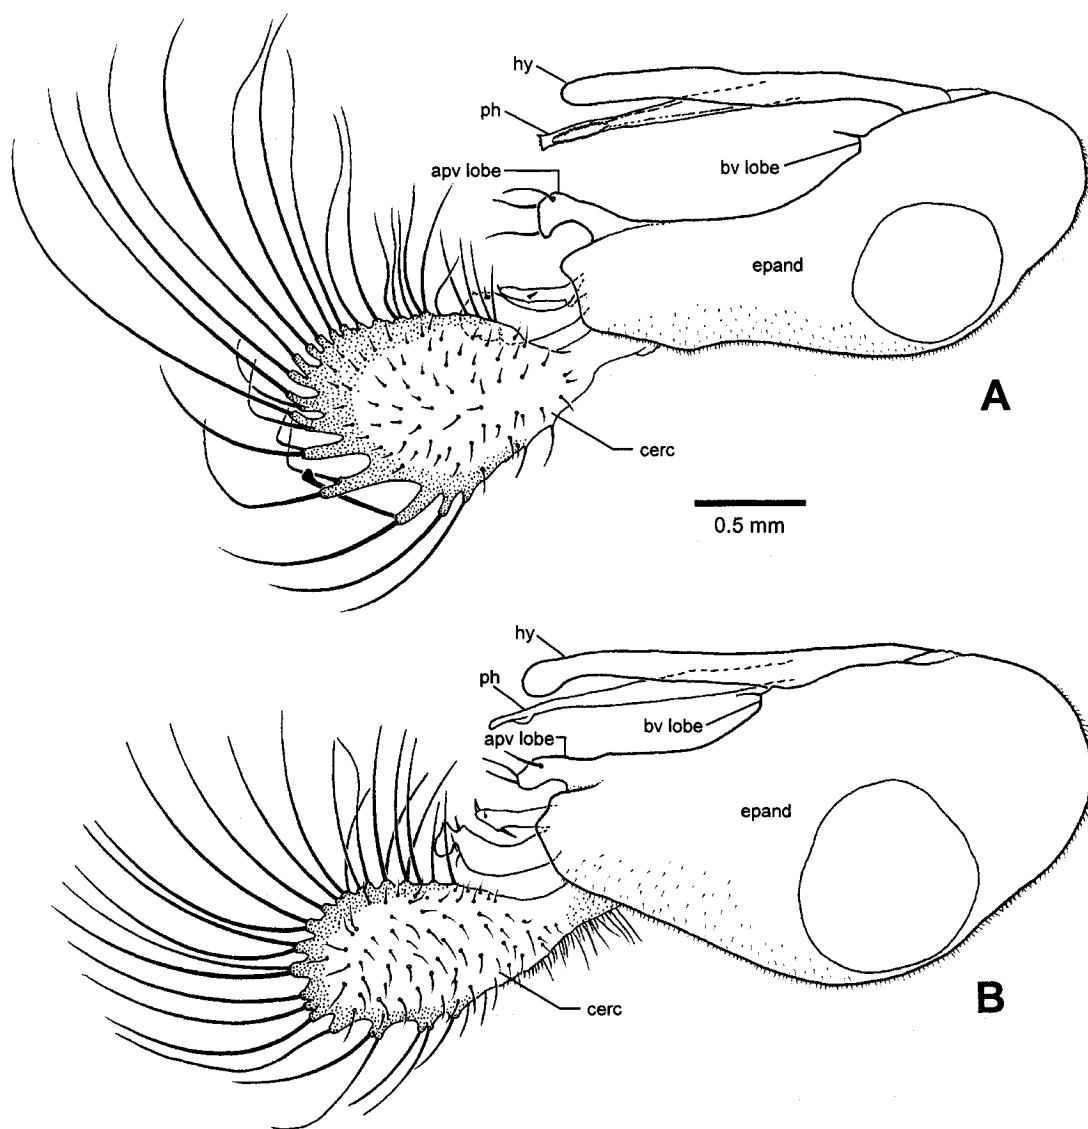 hy
ph
apv lobe
bv lobe
epand
A
cerc
0.5 mm
hy
ph
apv lobe
bv lobe
epand
B
cerc